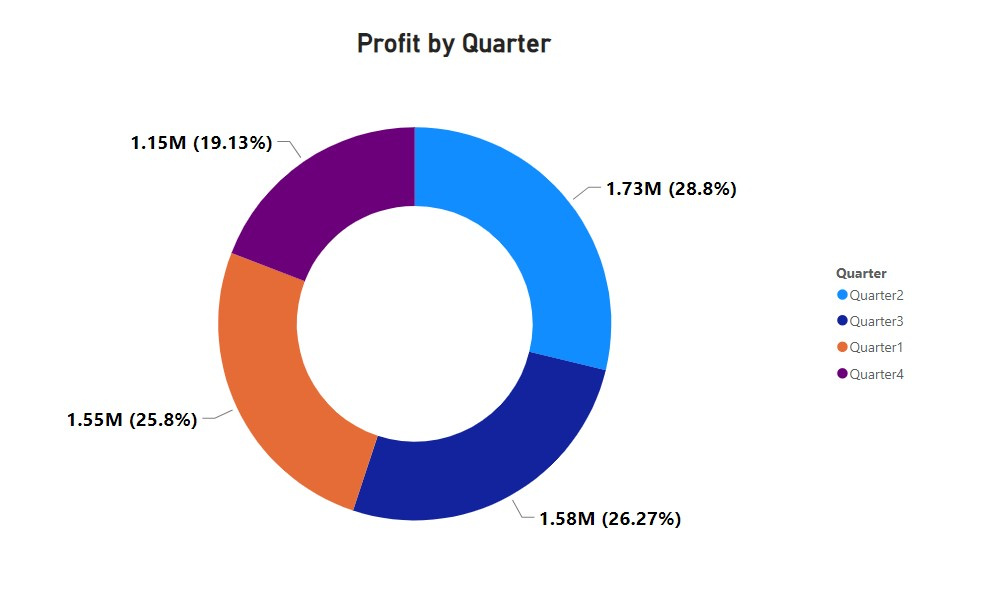 Profit by Quarter
1.15M (19.13%)
1.73M (28.8%)
Quarter
Quarter2
Quarter3
Quarter1
Quarter4
1.55M (25.8%)
1.58M (26.27%)